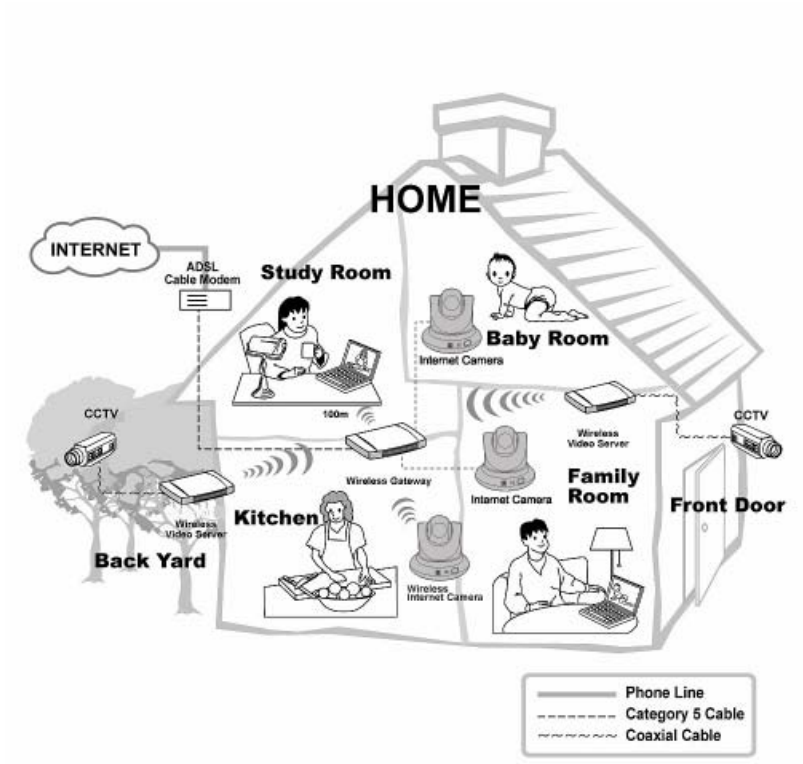 HOME
INTERNET
ADSL
Cable Modem
Study Room
Internet Camera
Baby Room
100m
CCTV
Wireless
Video Server
CCTV
Wireless Gateway
Internet Camera
Family
Room
Front Door
Kitchen
Wireless
Video Server
Back Yard
Wireless
Internet Camera
Phone Line
Category 5 Cable
Coaxial Cable